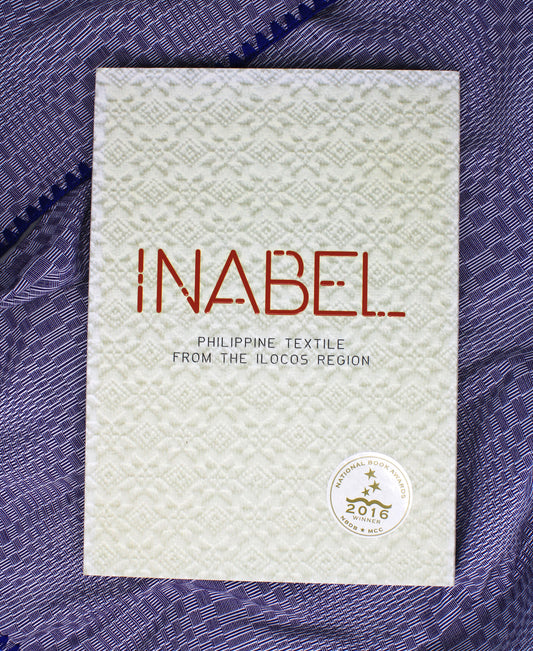 INABEL
PHILIPPINE TEXTILE
FROM THE ILOCOS REGION
NATIONAL BOOK AWARDS
2016
WINNER
NBDB ★ MCC